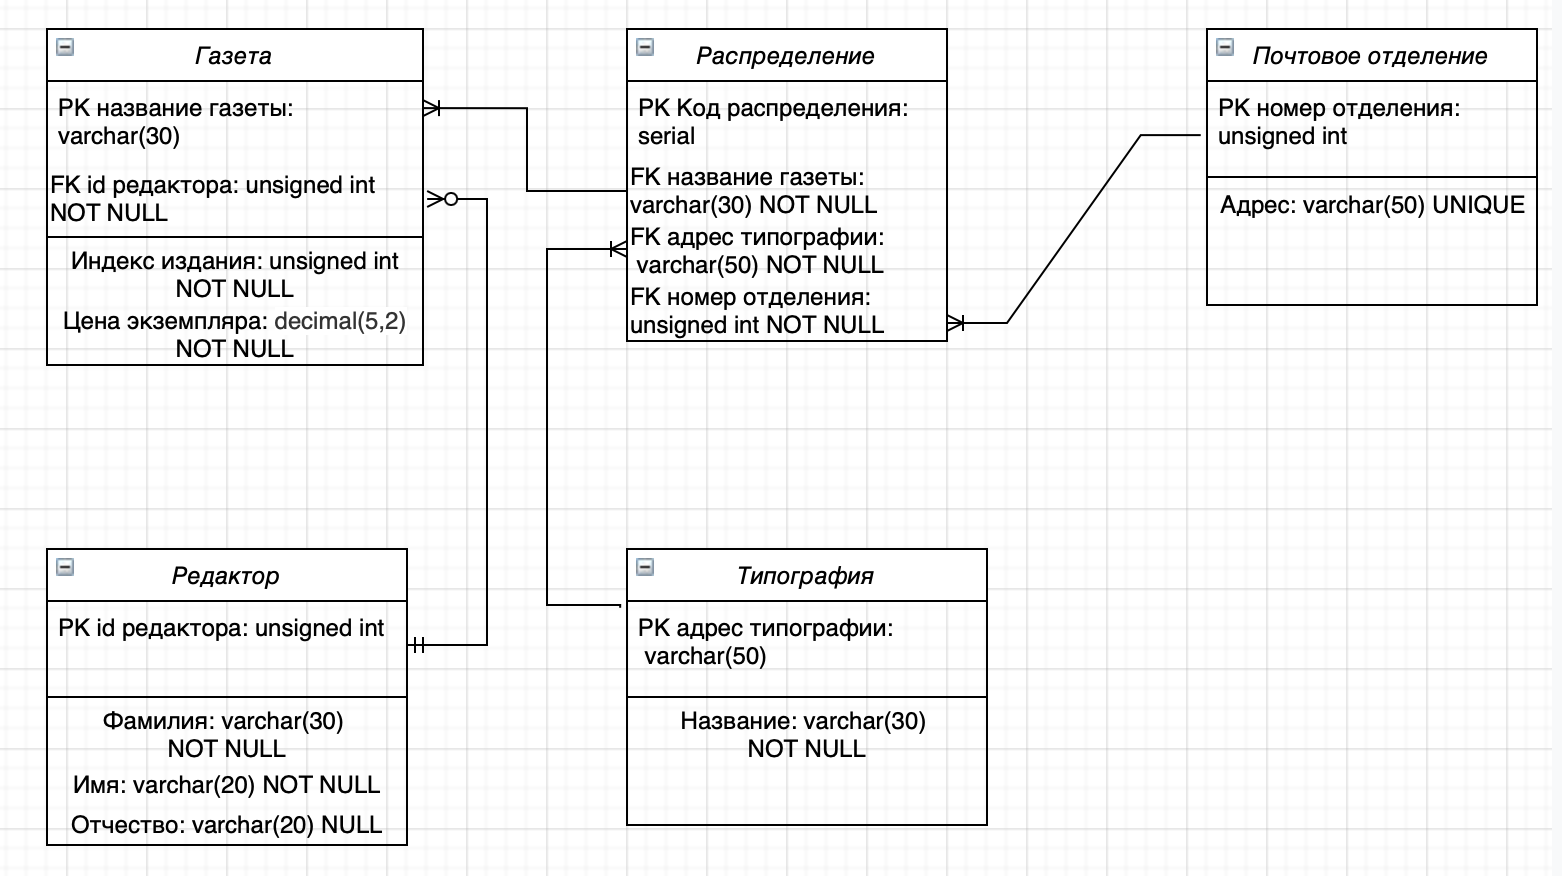 Газета
PK название газеты:
varchar(30)
FK id редактора: unsigned int
NOT NULL
Индекс издания: unsigned int
NOT NULL
Цена экземпляра: decimal(5,2)
NOT NULL
Распределение
PK Код распределения:
serial
FK название газеты:
varchar(30) NOT NULL
FK адрес типографии:
varchar(50) NOT NULL
FK номер отделения:
unsigned int NOT NULL
Почтовое отделение
PK номер отделения:
unsigned int
Адрес: varchar(50) UNIQUE
Редактор
PK id редактора: unsigned int
Фамилия: varchar(30)
NOT NULL
Имя: varchar(20) NOT NULL
Отчество: varchar(20) NULL
Типография
PK адрес типографии:
varchar(50)
Название: varchar(30)
NOT NULL